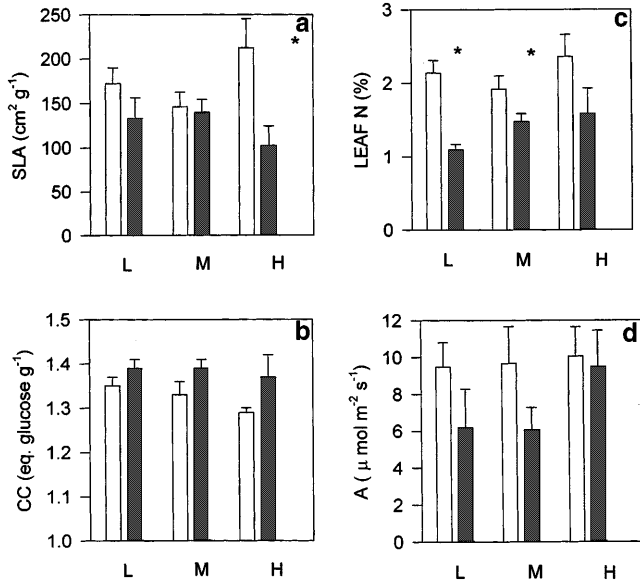 a
SLA (cm² g⁻¹)
250
200
150
100
50
0
*
L M H
c
LEAF N (%)
3
2
1
0
* *
L M H
b
CC (eq. glucose g⁻¹)
1.5
1.4
1.3
1.2
1.1
1.0
L M H
d
A ( μ mol m⁻² s⁻¹)
12
10
8
6
4
2
0
L M H